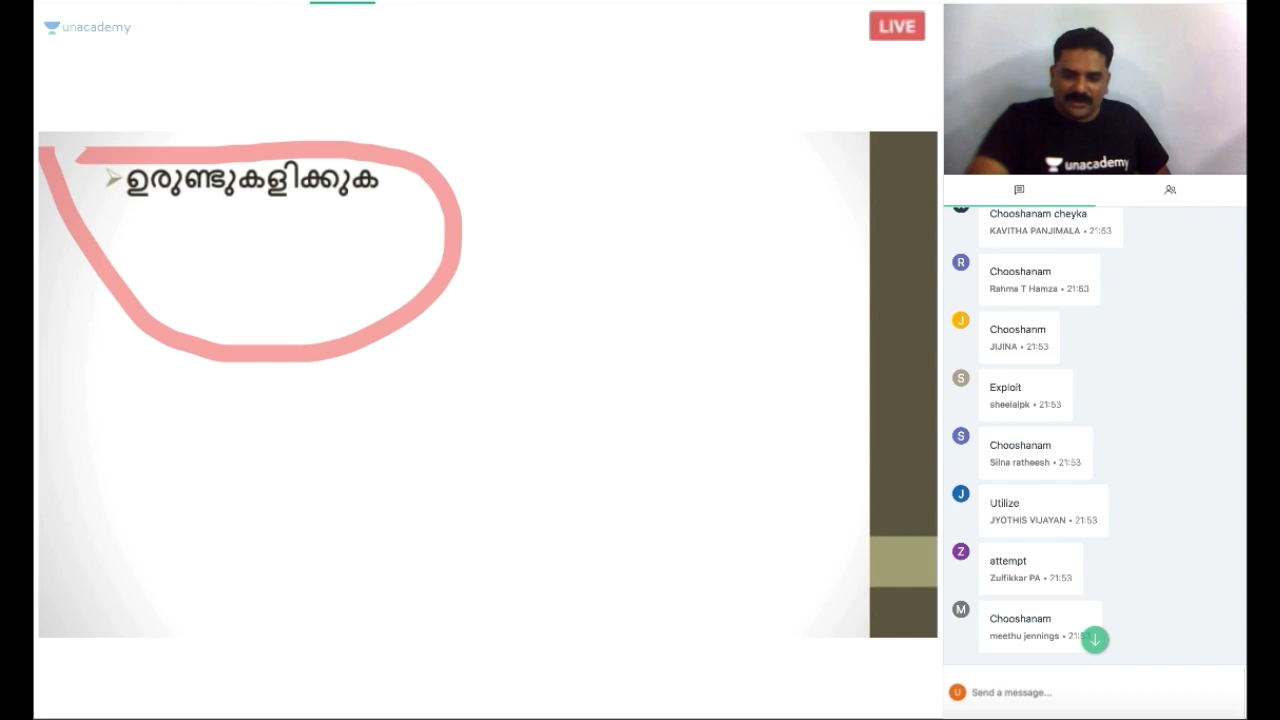 unacademy
LIVE
ഉരുണ്ടുകളിക്കുക
unacademy
Chooshanam cheyka
KAVITHA PANJIMALA • 21:53
R
Chooshanam
Rahma T Hamza • 21:53
J
Chooshanm
JIJINA • 21:53
S
Exploit
sheelalpk • 21:53
S
Chooshanam
Silna ratheesh • 21:53
J
Utilize
JYOTHIS VIJAYAN • 21:53
Z
attempt
Zulfikkar PA • 21:53
M
Chooshanam
meethu jennings • 21:53
U
Send a message...